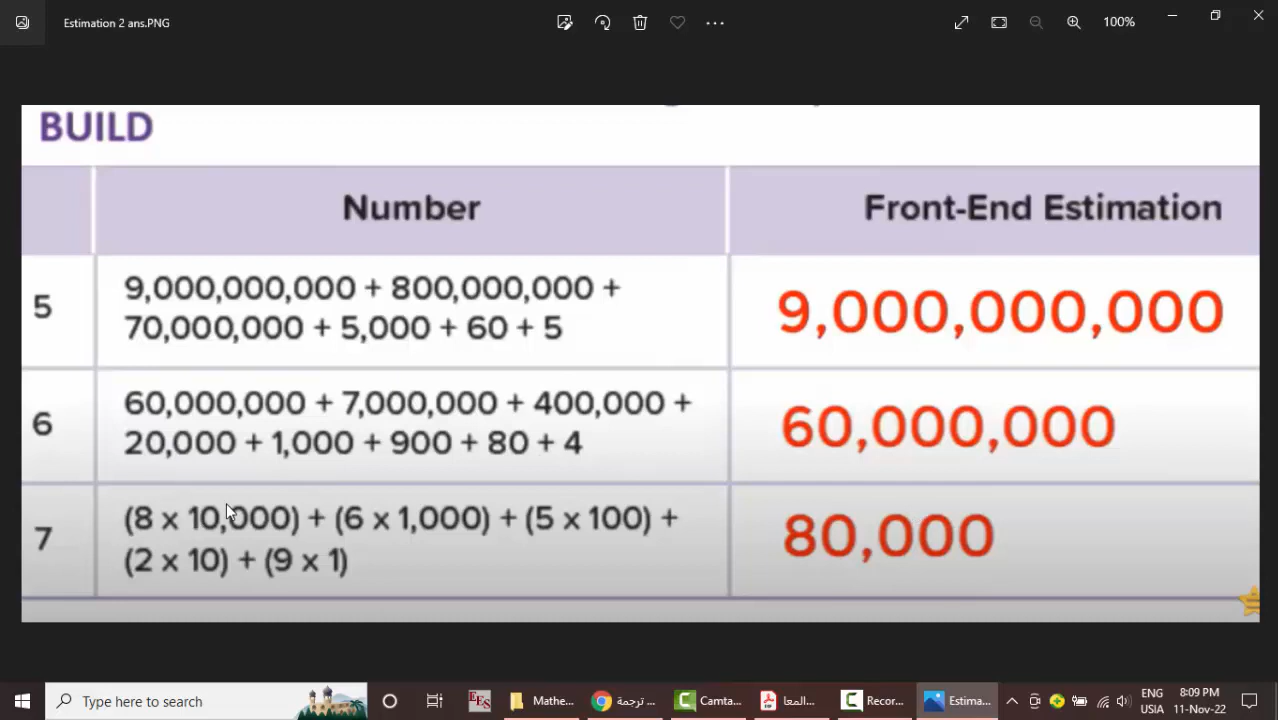 Estimation 2 ans.PNG
100%
BUILD
Number
Front-End Estimation
5
9,000,000,000 + 800,000,000 +
70,000,000 + 5,000 + 60 + 5
9,000,000,000
6
60,000,000 + 7,000,000 + 400,000 +
20,000 + 1,000 + 900 + 80 + 4
60,000,000
7
(8 x 10,000) + (6 x 1,000) + (5 x 100) +
(2 x 10) + (9 x 1)
80,000
Type here to search
EES
Mathe...
ترجمة ...
Camta...
المعا...
Recor...
Estima...
ENG
USA
8:09 PM
11-Nov-22